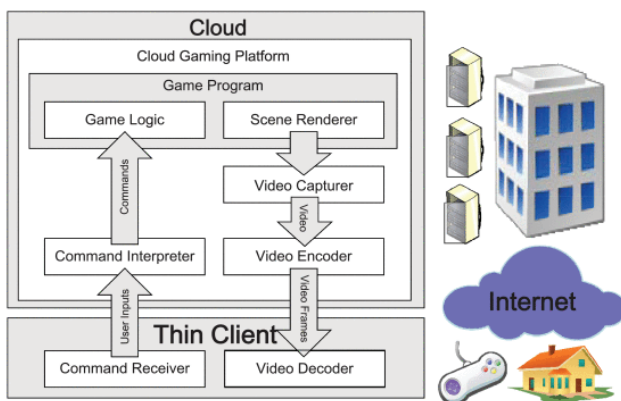 Cloud
Cloud Gaming Platform
Game Program
Game Logic
Scene Renderer
Commands
Video Capturer
Video
Command Interpreter
Video Encoder
User Inputs
Video Frames
Internet
Thin Client
Command Receiver
Video Decoder